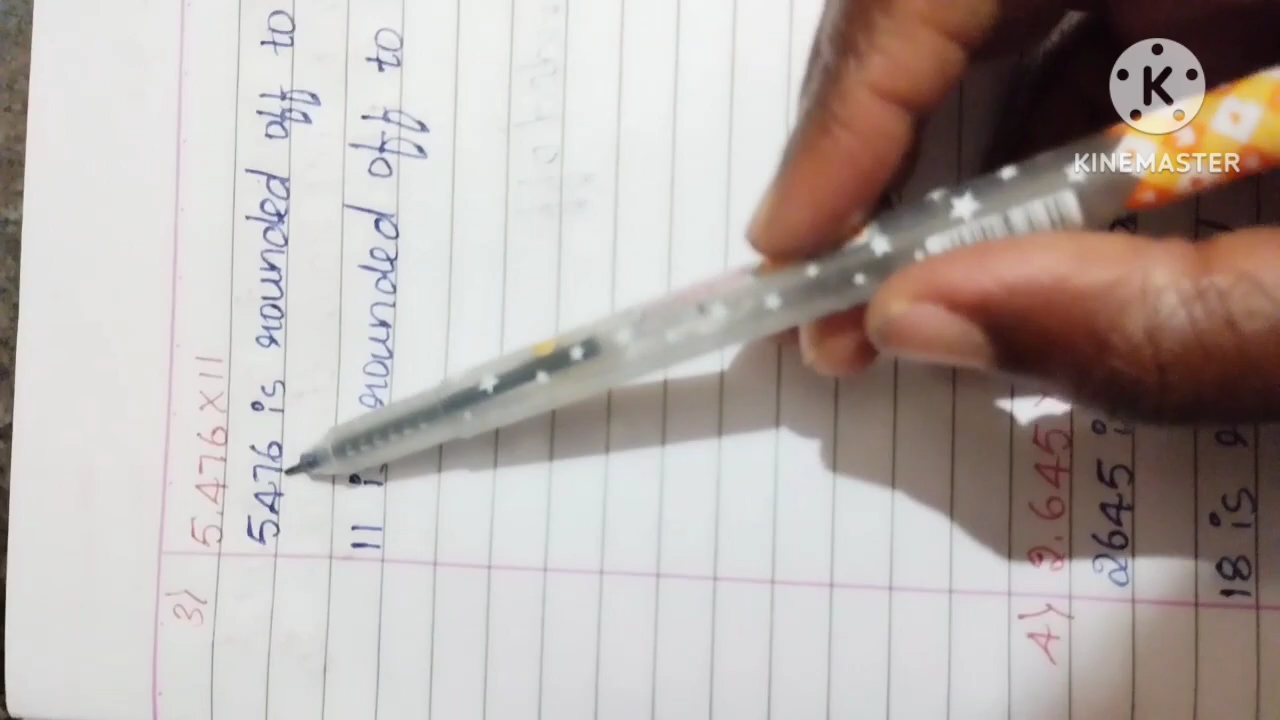 3) 5.476 x 11
5476 is rounded off to
11 is rounded off to
4) 2.645
2645 i
18 is
K
KINEMASTER